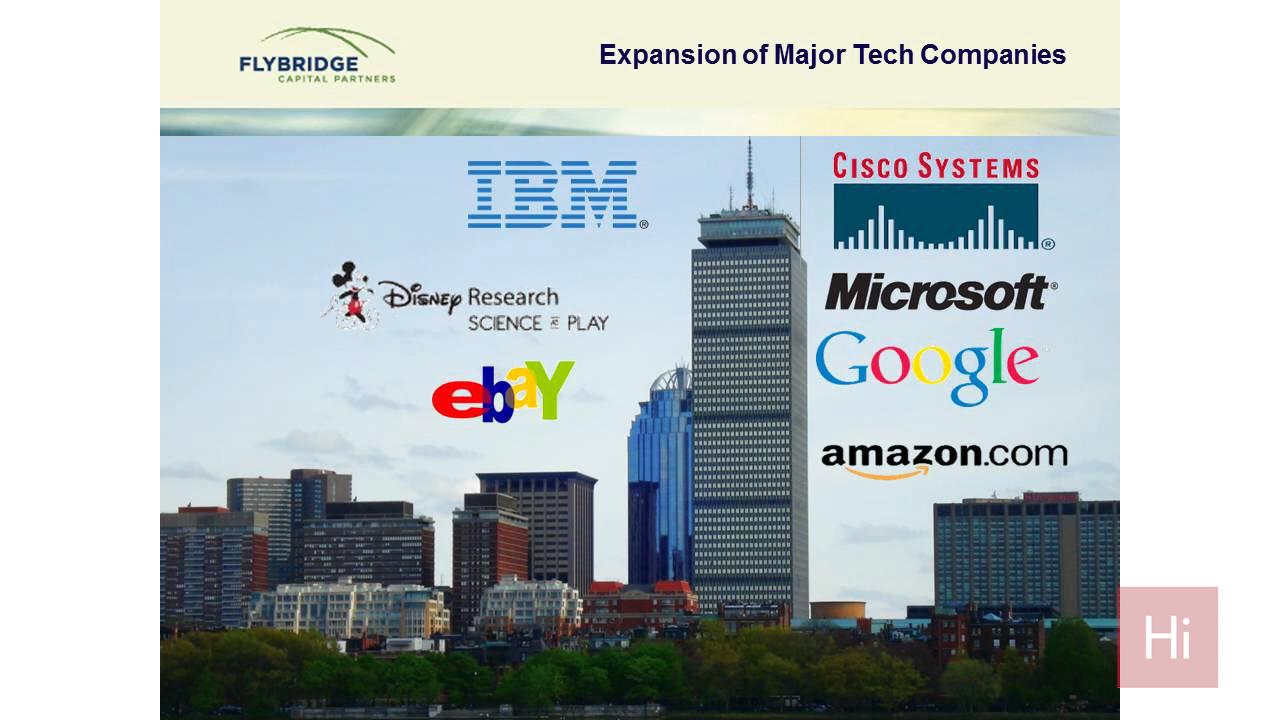 FLYBRIDGE
CAPITAL PARTNERS
Expansion of Major Tech Companies
IBM®
Disney Research
SCIENCE AT PLAY
ebaY
CISCO SYSTEMS
®
Microsoft®
Google
amazon.com
Hi